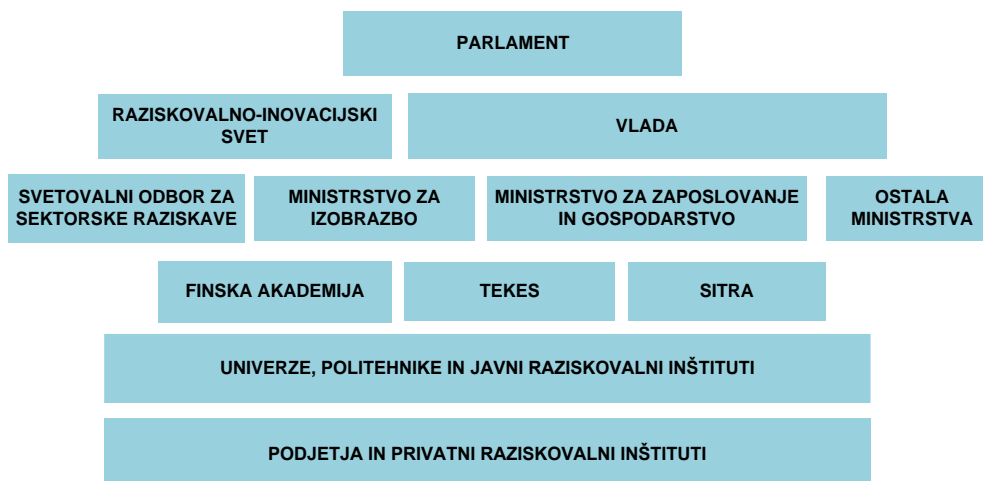 PARLAMENT
RAZISKOVALNO-INOVACIJSKI
SVET
VLADA
SVETOVALNI ODBOR ZA
SEKTORSKE RAZISKAVE
MINISTRSTVO ZA
IZOBRAZBO
MINISTRSTVO ZA ZAPOSLOVANJE
IN GOSPODARSTVO
OSTALA
MINISTRSTVA
FINSKA AKADEMIJA
TEKES
SITRA
UNIVERZE, POLITEHNIKE IN JAVNI RAZISKOVALNI INŠTITUTI
PODJETJA IN PRIVATNI RAZISKOVALNI INŠTITUTI